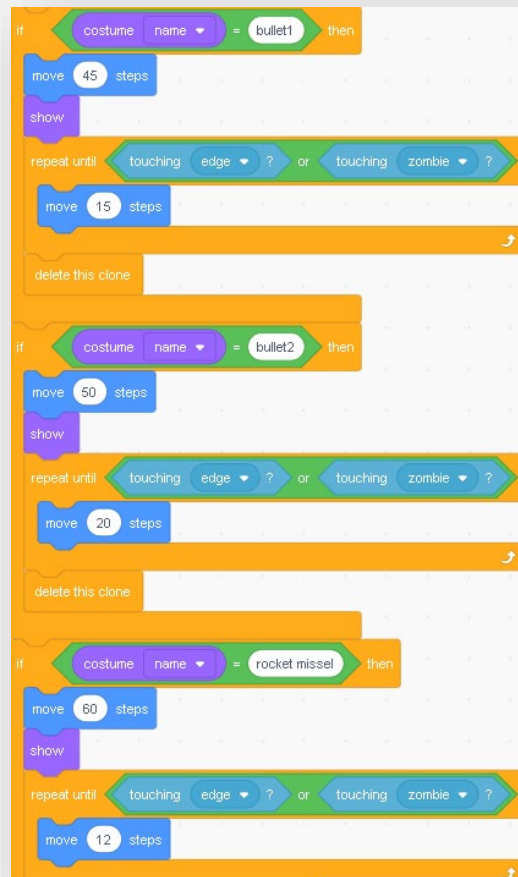 if costume name = bullet1 then
move 45 steps
show
repeat until touching edge ? or touching zombie ?
move 15 steps
delete this clone
if costume name = bullet2 then
move 50 steps
show
repeat until touching edge ? or touching zombie ?
move 20 steps
delete this clone
if costume name = rocket missel then
move 60 steps
show
repeat until touching edge ? or touching zombie ?
move 12 steps